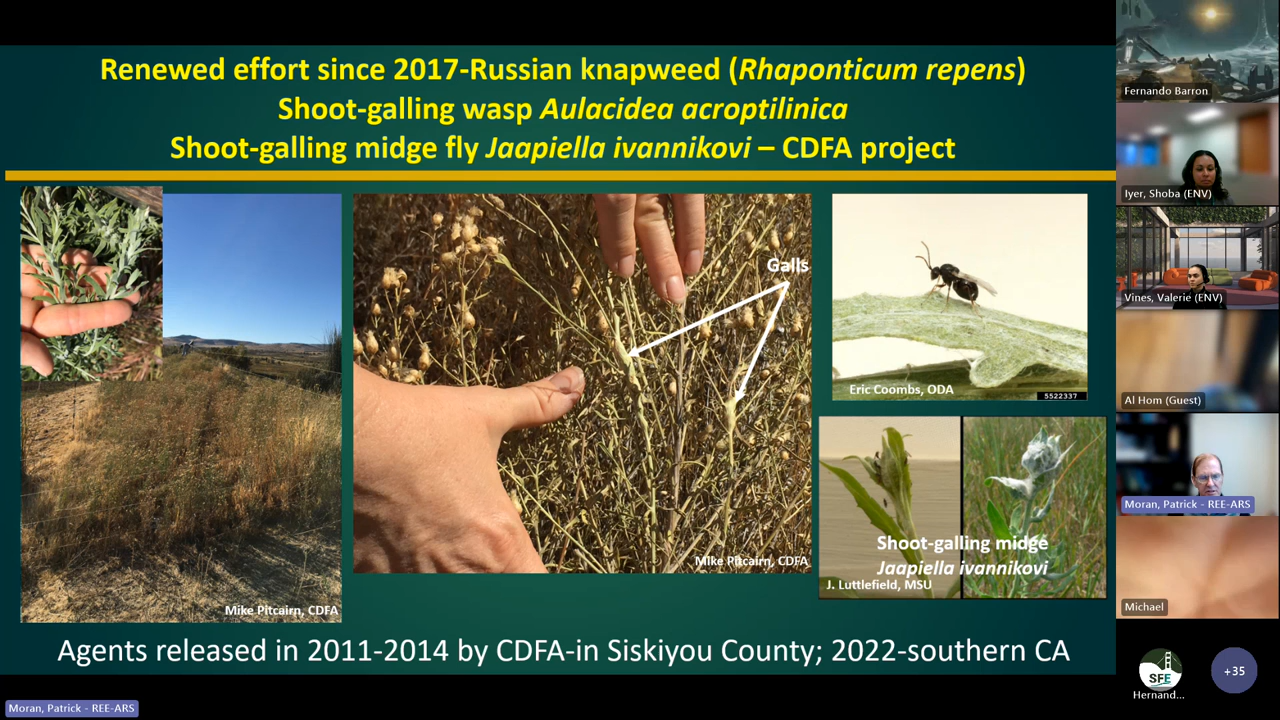 Renewed effort since 2017-Russian knapweed (Rhaponticum repens)
Shoot-galling wasp Aulacidea acroptilinica
Shoot-galling midge fly Jaapiella ivannikovi – CDFA project
Galls
Mike Pitcairn, CDFA
Mike Pitcairn, CDFA
Eric Coombs, ODA
5522337
Shoot-galling midge
Jaapiella ivannikovi
J. Luttlefield, MSU
Agents released in 2011-2014 by CDFA-in Siskiyou County; 2022-southern CA
Moran, Patrick - REE-ARS
Fernando Barron
Iyer, Shoba (ENV)
Vines, Valerie (ENV)
Al Hom (Guest)
Moran, Patrick - REE-ARS
Michael
SFE
Hernand...
+35